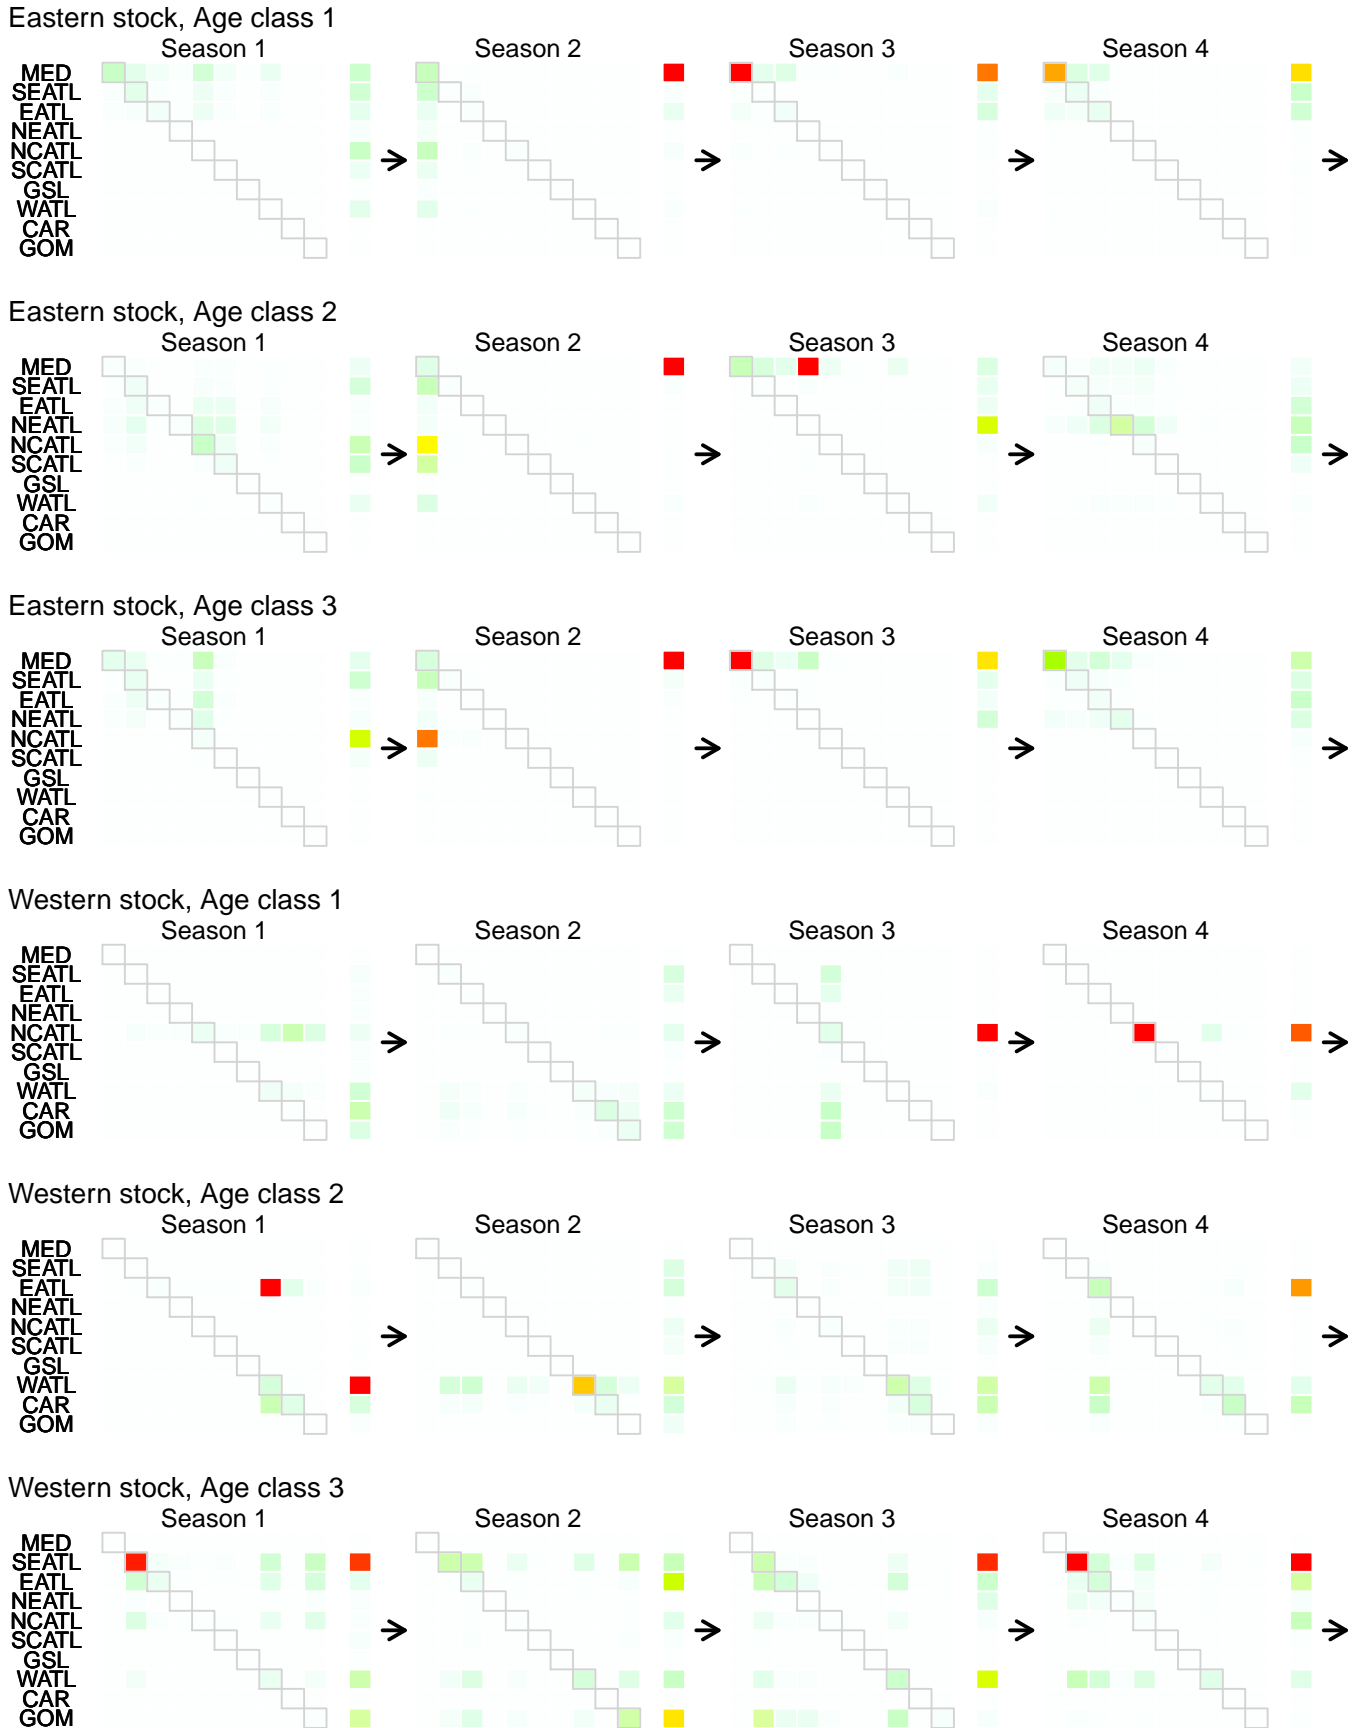 Eastern stock, Age class 1
Season 1 Season 2 Season 3 Season 4
MED
SEATL
EATL
NEATL
NCATL
SCATL
GSL
WATL
CAR
GOM
Eastern stock, Age class 2
Season 1 Season 2 Season 3 Season 4
MED
SEATL
EATL
NEATL
NCATL
SCATL
GSL
WATL
CAR
GOM
Eastern stock, Age class 3
Season 1 Season 2 Season 3 Season 4
MED
SEATL
EATL
NEATL
NCATL
SCATL
GSL
WATL
CAR
GOM
Western stock, Age class 1
Season 1 Season 2 Season 3 Season 4
MED
SEATL
EATL
NEATL
NCATL
SCATL
GSL
WATL
CAR
GOM
Western stock, Age class 2
Season 1 Season 2 Season 3 Season 4
MED
SEATL
EATL
NEATL
NCATL
SCATL
GSL
WATL
CAR
GOM
Western stock, Age class 3
Season 1 Season 2 Season 3 Season 4
MED
SEATL
EATL
NEATL
NCATL
SCATL
GSL
WATL
CAR
GOM